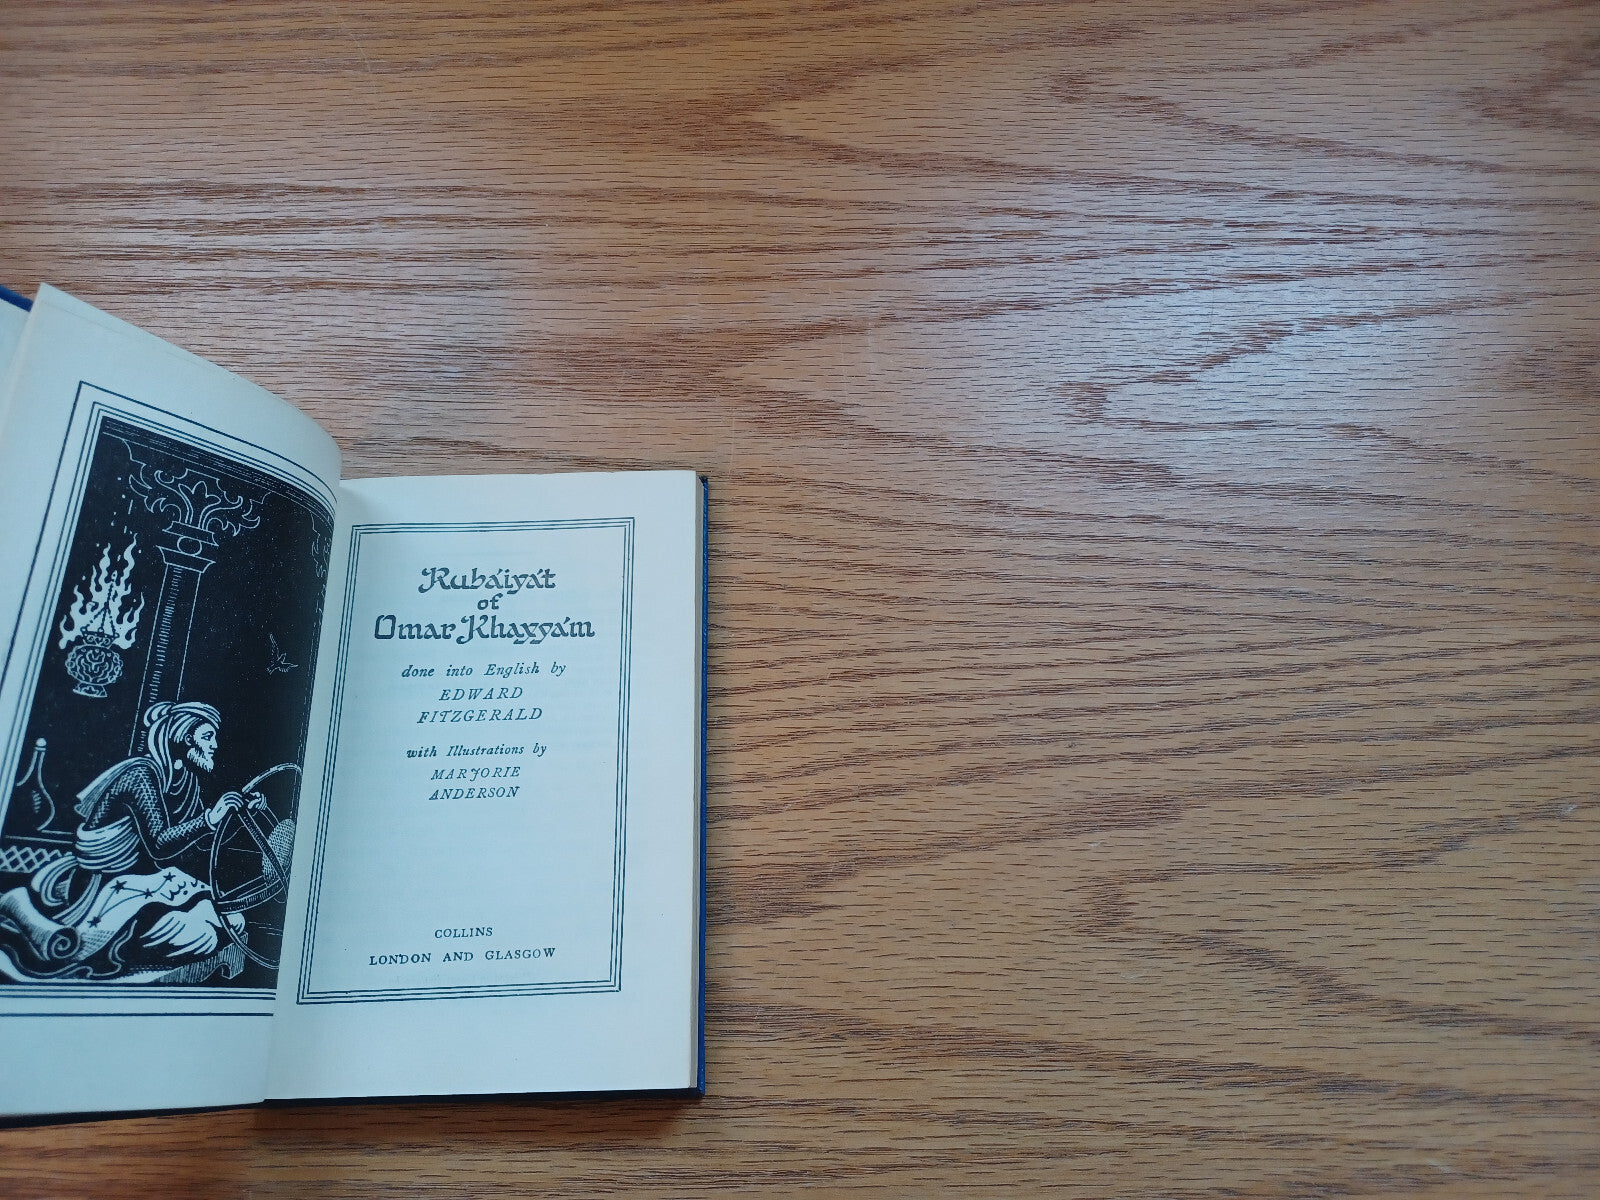 Rubáiyát
of
Omar Khayyám
done into English by
EDWARD
FITZGERALD
with Illustrations by
MARJORIE
ANDERSON
COLLINS
LONDON AND GLASGOW